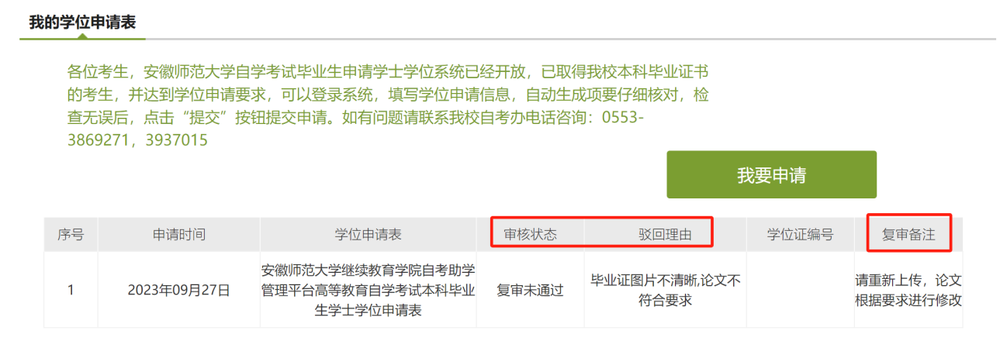 我的学位申请表
各位考生，安徽师范大学自学考试毕业生申请学士学位系统已经开放，已取得我校本科毕业证书
的考生，并达到学位申请要求，可以登录系统，填写学位申请信息，自动生成项要仔细核对，检
查无误后，点击“提交”按钮提交申请。如有问题请联系我校自考办电话咨询：0553-
3869271，3937015
我要申请
序号 申请时间 学位申请表 审核状态 驳回理由 学位证编号 复审备注
1 2023年09月27日 安徽师范大学继续教育学院自考助学
管理平台高等教育自学考试本科毕业
生学士学位申请表 复审未通过 毕业证图片不清晰,论文不
符合要求 请重新上传，论文
根据要求进行修改